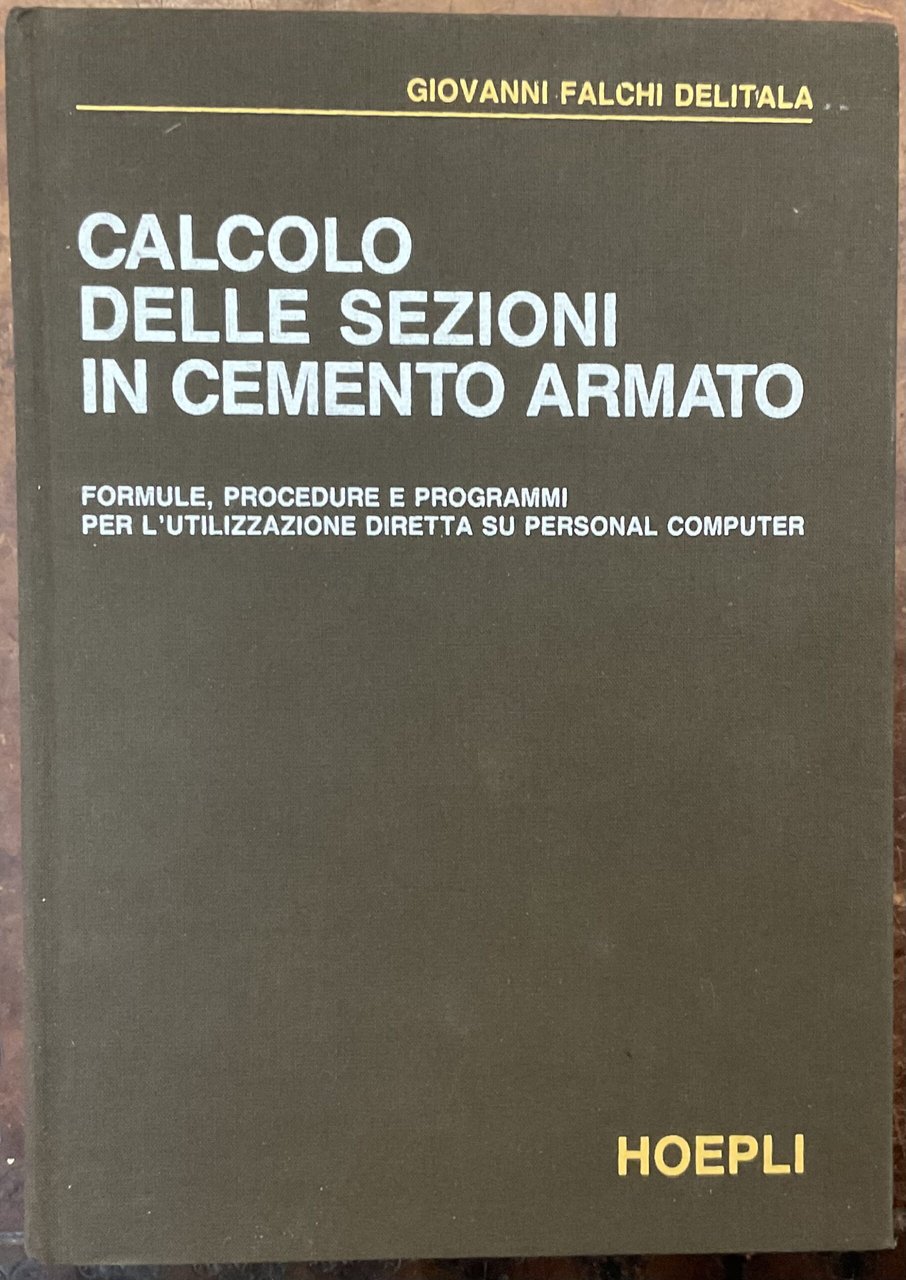 GIOVANNI FALCHI DELITALA
CALCOLO
DELLE SEZIONI
IN CEMENTO ARMATO
FORMULE, PROCEDURE E PROGRAMMI
PER L'UTILIZZAZIONE DIRETTA SU PERSONAL COMPUTER
HOEPLI